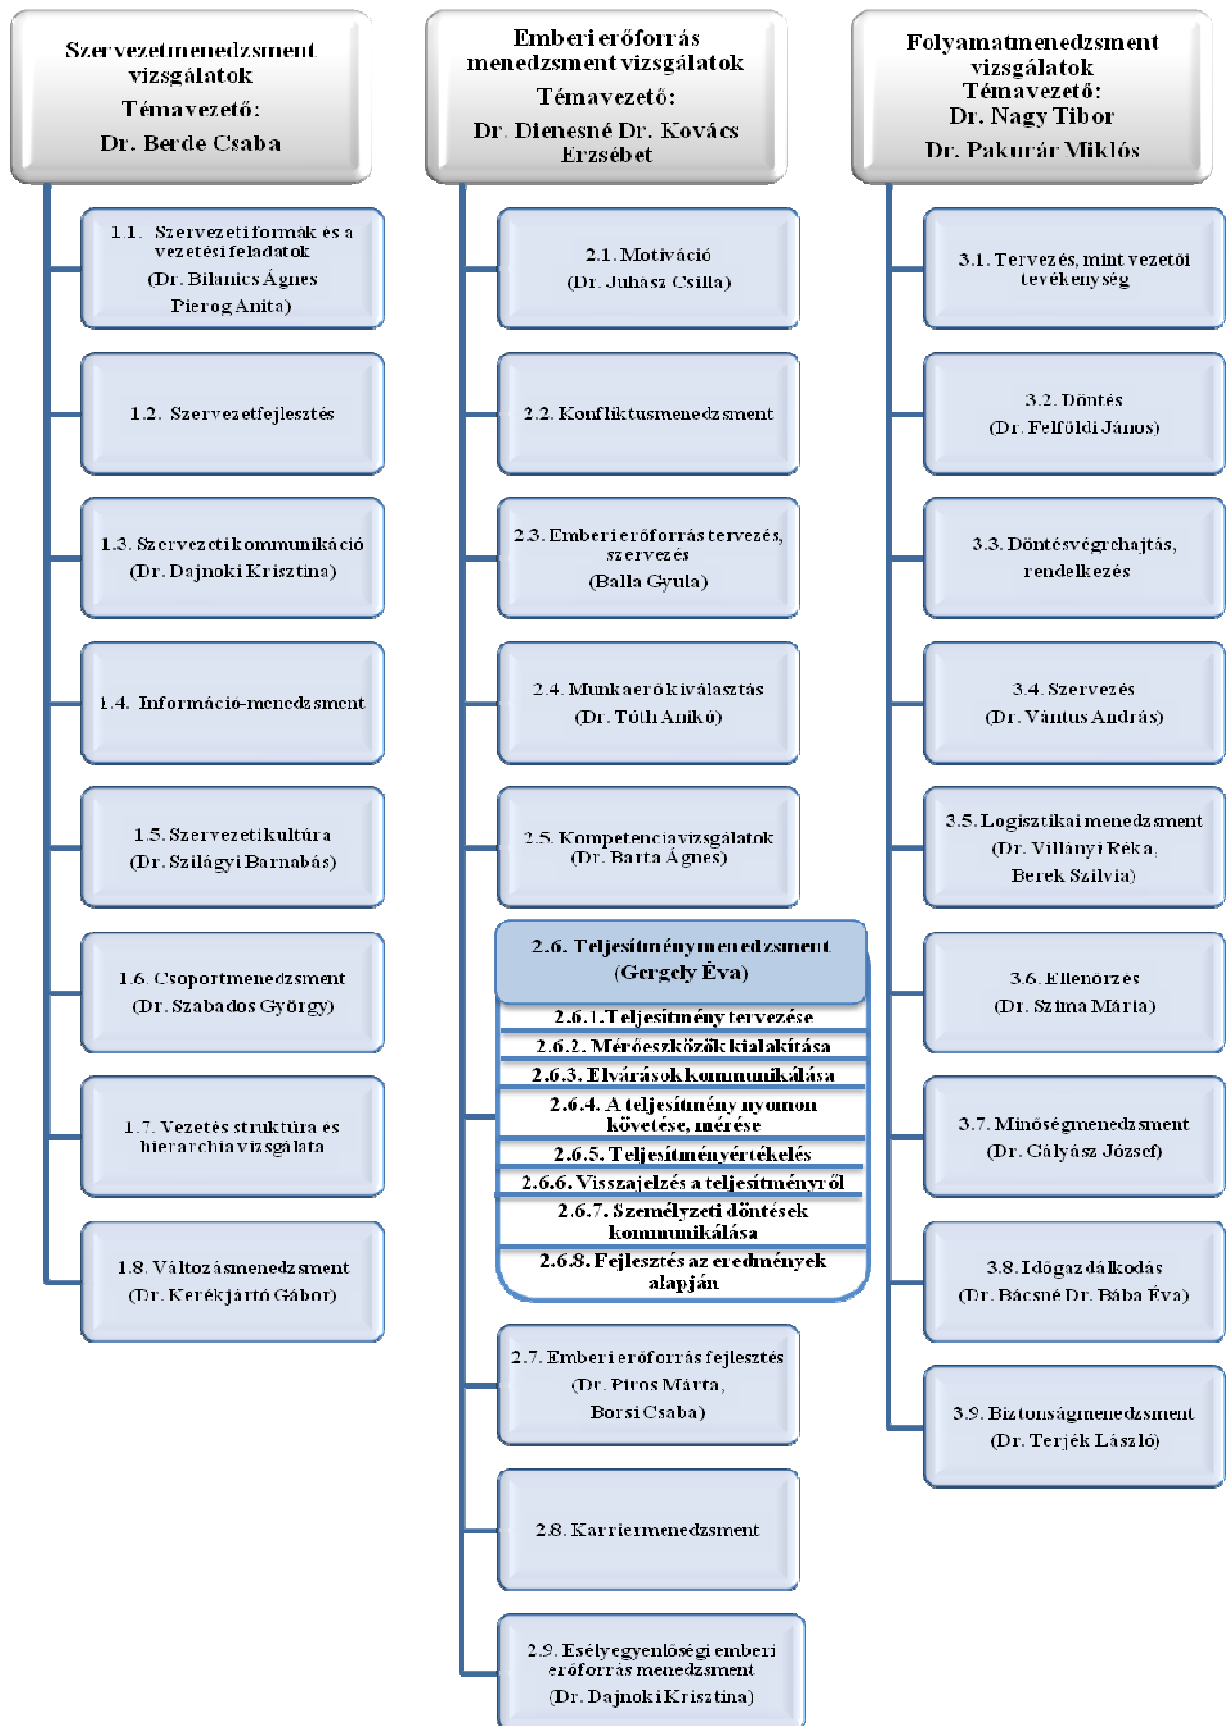 Szervezetmenedzsment
vizsgálatok
Témavezető:
Dr. Berde Csaba
1.1. Szervezeti formák és a
vezetési feladatok
(Dr. Bilanics Ágnes
Pierog Anita)
1.2. Szervezetfejlesztés
1.3. Szervezeti kommunikáció
(Dr. Dajnoki Krisztina)
1.4. Információ-menedzsment
1.5. Szervezeti kultúra
(Dr. Szilágyi Barnabás)
1.6. Csoportmenedzsment
(Dr. Szabados György)
1.7. Vezetés struktúra és
hierarchia vizsgálata
1.8. Változásmenedzsment
(Dr. Kerékjártó Gábor)
Emberi erőforrás
menedzsment vizsgálatok
Témavezető:
Dr. Dienesné Dr. Kovács
Erzsébet
2.1. Motiváció
(Dr. Juhász Csilla)
2.2. Konfliktusmenedzsment
2.3. Emberi erőforrás tervezés,
szervezés
(Balla Gyula)
2.4. Munkaerő kiválasztás
(Dr. Tóth Anikó)
2.5. Kompetencia vizsgálatok
(Dr. Barta Ágnes)
2.6. Teljesítménymenedzsment
(Gergely Éva)
2.6.1.Teljesítmény tervezése
2.6.2. Mérőeszközök kialakítása
2.6.3. Elvárások kommunikálása
2.6.4. A teljesítmény nyomon
követése, mérése
2.6.5. Teljesítményértékelés
2.6.6. Visszajelzés a teljesítményről
2.6.7. Személyzeti döntések
kommunikálása
2.6.8. Fejlesztés az eredmények
alapján
2.7. Emberi erőforrás fejlesztés
(Dr. Piros Márta,
Borsi Csaba)
2.8. Karriermenedzsment
2.9. Esélyegyenlőségi emberi
erőforrás menedzsment
(Dr. Dajnoki Krisztina)
Folyamatmenedzsment
vizsgálatok
Témavezető:
Dr. Nagy Tibor
Dr. Pakurár Miklós
3.1. Tervezés, mint vezetői
tevékenység
3.2. Döntés
(Dr. Felföldi János)
3.3. Döntésvégrehajtás,
rendelkezés
3.4. Szervezés
(Dr. Vántus András)
3.5. Logisztikai menedzsment
(Dr. Villányi Réka,
Berek Szilvia)
3.6. Ellenőrzés
(Dr. Szima Mária)
3.7. Minőségmenedzsment
(Dr. Gályász József)
3.8. Időgazdálkodás
(Dr. Bácsné Dr. Bába Éva)
3.9. Biztonságmenedzsment
(Dr. Terjék László)